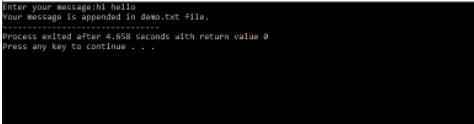 Enter your message:hi hello
Your message is appended in demo.txt file.
--------------------------------
Process exited after 4.658 seconds with return value 0
Press any key to continue . . .